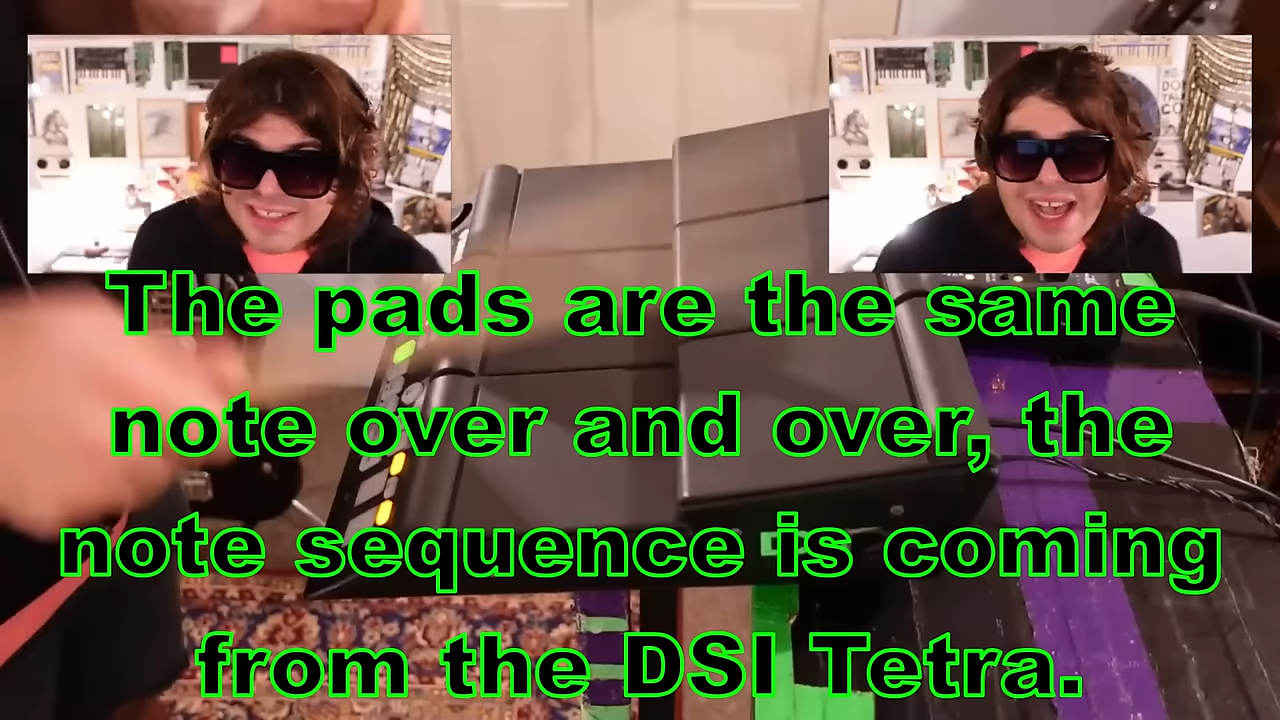 The pads are the same
note over and over, the
note sequence is coming
from the DSI Tetra.